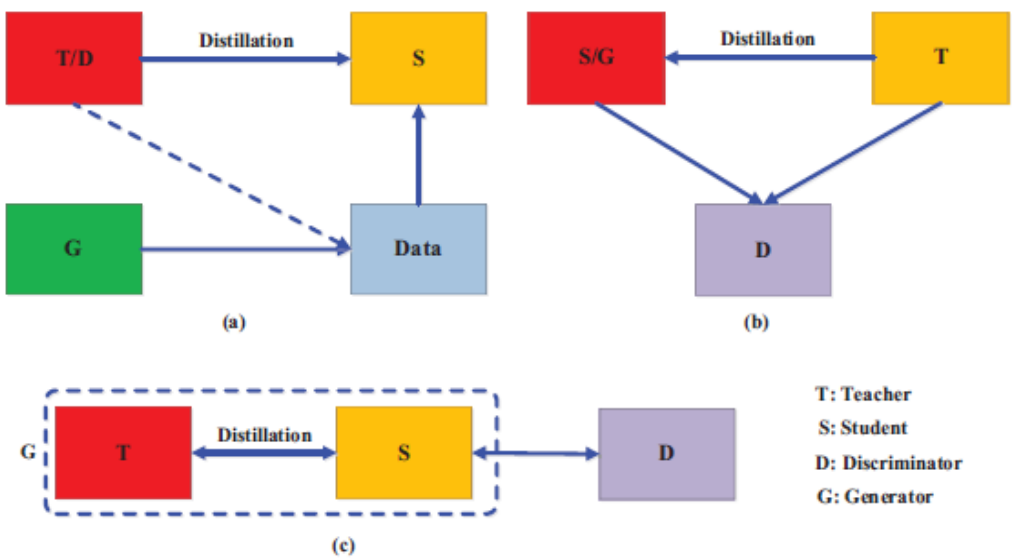 T/D
Distillation
S
G
Data
(a)
S/G
Distillation
T
D
(b)
G
T
Distillation
S
D
(c)
T: Teacher
S: Student
D: Discriminator
G: Generator